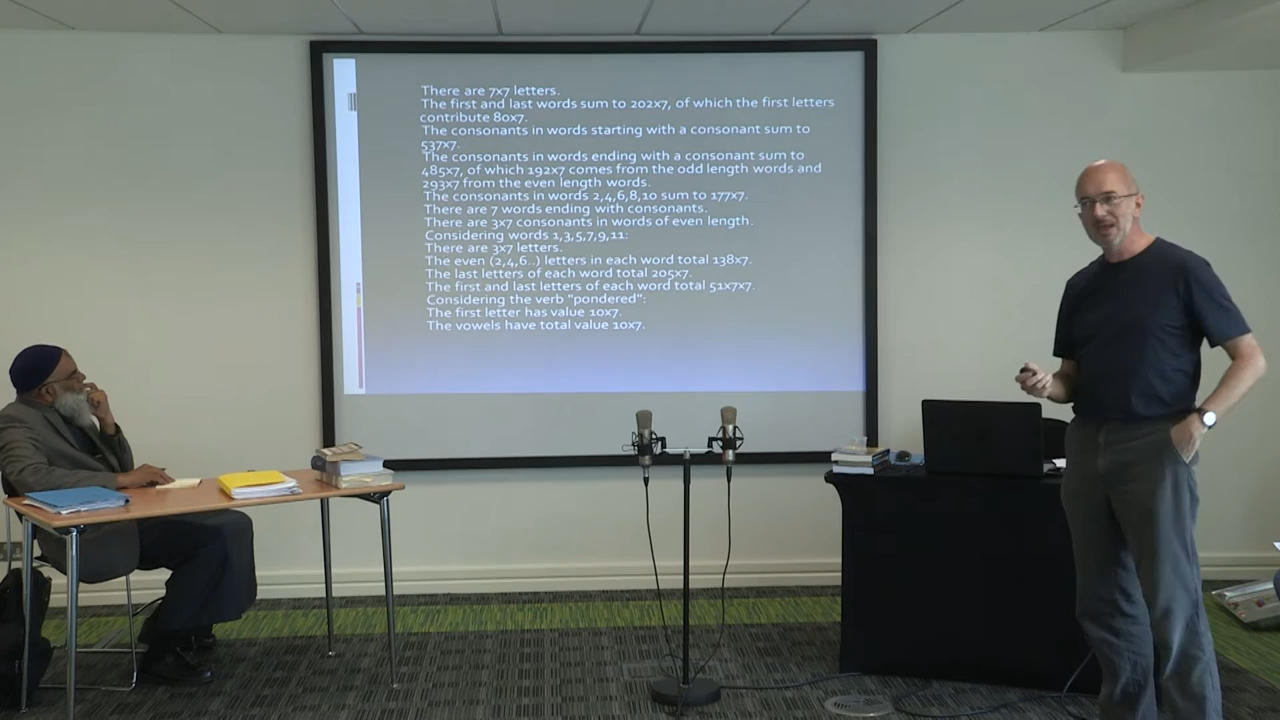 There are 7x7 letters.
The first and last words sum to 202x7, of which the first letters
contribute 80x7.
The consonants in words starting with a consonant sum to
537x7.
The consonants in words ending with a consonant sum to
485x7, of which 192x7 comes from the odd length words and
293x7 from the even length words.
The consonants in words 2,4,6,8,10 sum to 177x7.
There are 7 words ending with consonants.
There are 3x7 consonants in words of even length.
Considering words 1,3,5,7,9,11:
There are 3x7 letters.
The even (2,4,6..) letters in each word total 138x7.
The last letters of each word total 205x7.
The first and last letters of each word total 51x7x7.
Considering the verb "pondered":
The first letter has value 10x7.
The vowels have total value 10x7.